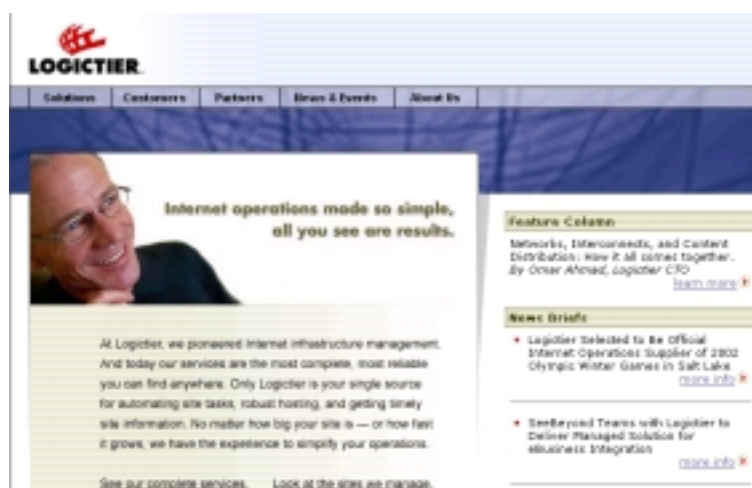 LOGICTIER
Solutions Customers Partners News & Events About Us
Internet operations made so simple,
all you see are results.
At Logictier, we pioneered Internet infrastructure management.
And today our services are the most complete, most reliable
you can find anywhere. Only Logictier is your single source
for automating site tasks, robust hosting, and getting timely
site information. No matter how big your site is — or how fast
it grows, we have the experience to simplify your operations.
See our complete services. Look at the sites we manage.
Feature Column
Networks, Interconnects, and Content
Distribution: How it all comes together.
By Omar Ahmad, Logictier CTO
learn more
News Briefs
Logictier Selected to Be Official
Internet Operations Supplier of 2002
Olympic Winter Games in Salt Lake
more info
SeeBeyond Teams with Logictier to
Deliver Managed Solution for
eBusiness Integration
more info